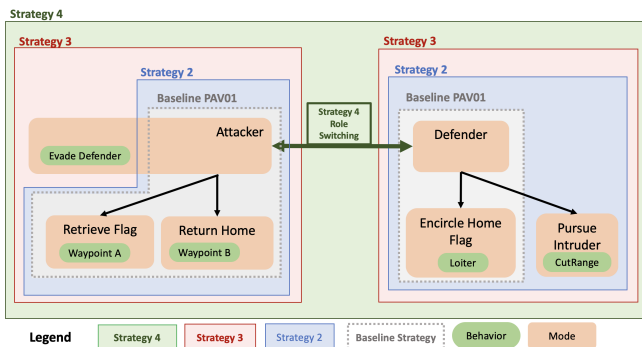 Strategy 4
Strategy 3
Strategy 3
Strategy 2
Strategy 2
Baseline PAV01
Baseline PAV01
Attacker
Strategy 4
Role
Switching
Defender
Evade Defender
Retrieve Flag
Waypoint A
Return Home
Waypoint B
Encircle Home
Flag
Loiter
Pursue
Intruder
CutRange
Legend
Strategy 4
Strategy 3
Strategy 2
Baseline Strategy
Behavior
Mode